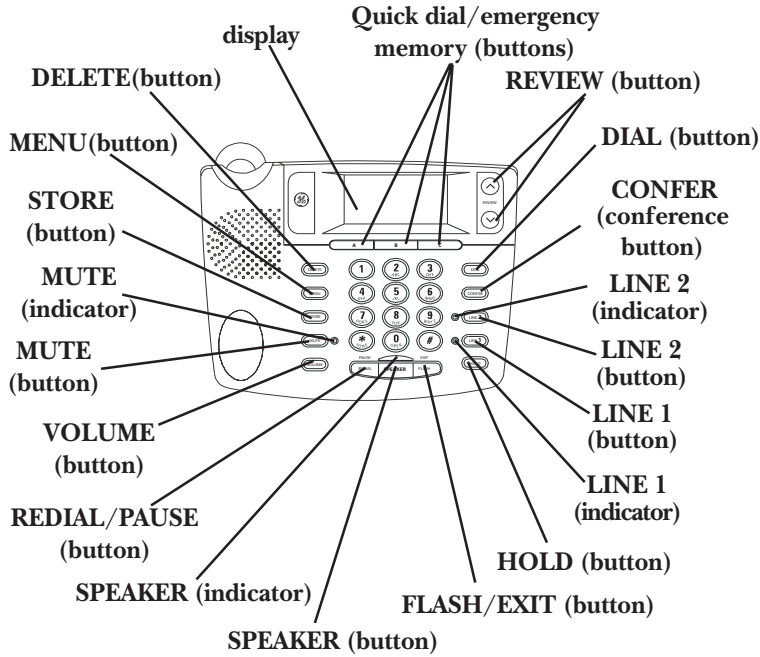 Quick dial/emergency
memory (buttons)
display
DELETE(button)
REVIEW (button)
MENU(button)
DIAL (button)
STORE
(button)
CONFER
(conference
button)
MUTE
(indicator)
LINE 2
(indicator)
MUTE
(button)
LINE 2
(button)
VOLUME
(button)
LINE 1
(button)
LINE 1
(indicator)
REDIAL/PAUSE
(button)
HOLD (button)
SPEAKER (indicator)
FLASH/EXIT (button)
SPEAKER (button)
REVIEW
A B
1 2 3
4 5 6
7 8 9
* 0 #
PAUSE EXIT
SPEAKER